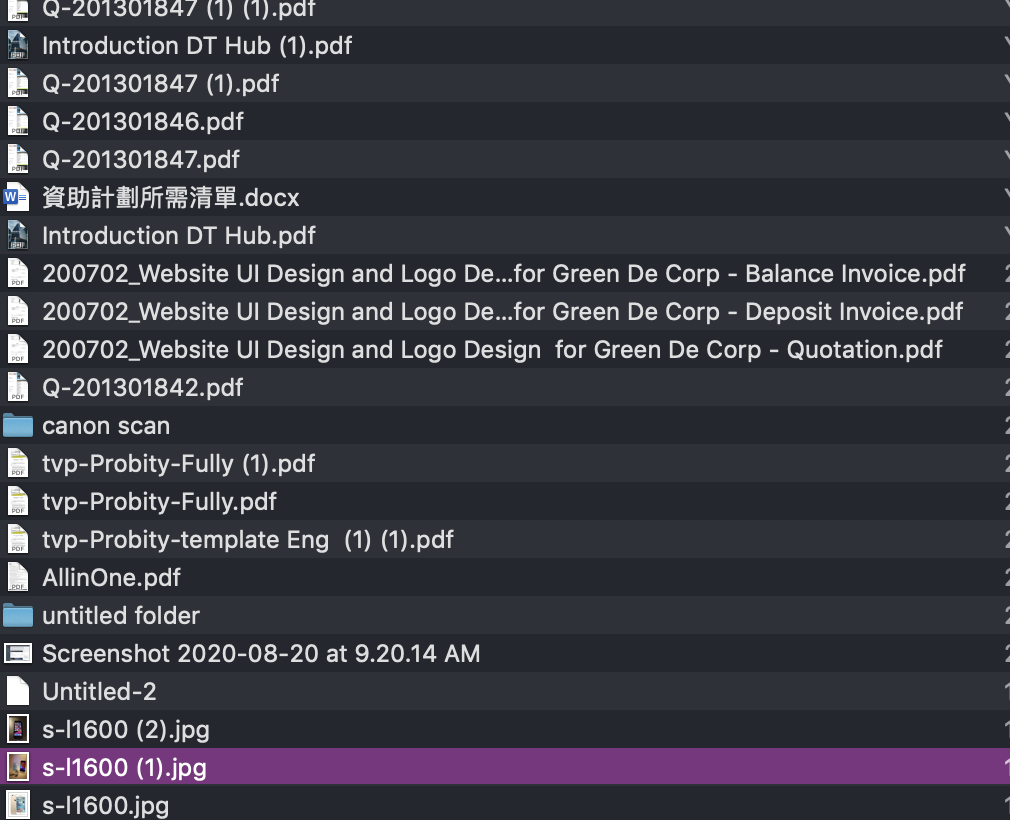 Q-201301847 (1) (1).pdf
Introduction DT Hub (1).pdf
Q-201301847 (1).pdf
Q-201301846.pdf
Q-201301847.pdf
資助計劃所需清單.docx
Introduction DT Hub.pdf
200702_Website UI Design and Logo De...for Green De Corp - Balance Invoice.pdf
200702_Website UI Design and Logo De...for Green De Corp - Deposit Invoice.pdf
200702_Website UI Design and Logo Design  for Green De Corp - Quotation.pdf
Q-201301842.pdf
canon scan
tvp-Probity-Fully (1).pdf
tvp-Probity-Fully.pdf
tvp-Probity-template Eng  (1) (1).pdf
AllinOne.pdf
untitled folder
Screenshot 2020-08-20 at 9.20.14 AM
Untitled-2
s-l1600 (2).jpg
s-l1600 (1).jpg
s-l1600.jpg